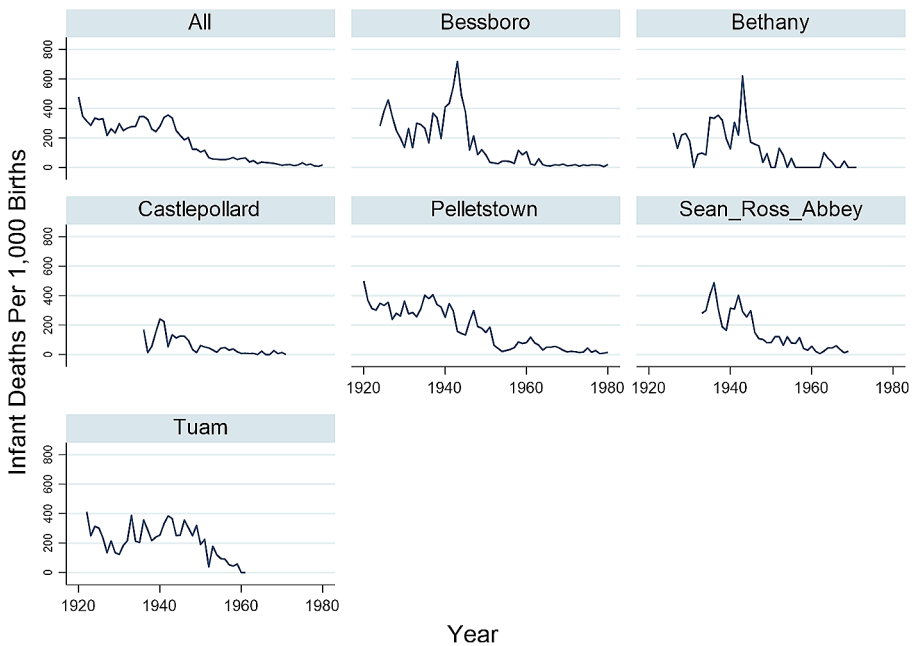 All
Bessboro
Bethany
800
600
400
200
0
Castlepollard
Pelletstown
Sean_Ross_Abbey
800
600
400
200
0
1920 1940 1960 1980
1920 1940 1960 1980
Tuam
800
600
400
200
0
1920 1940 1960 1980
Infant Deaths Per 1,000 Births
Year